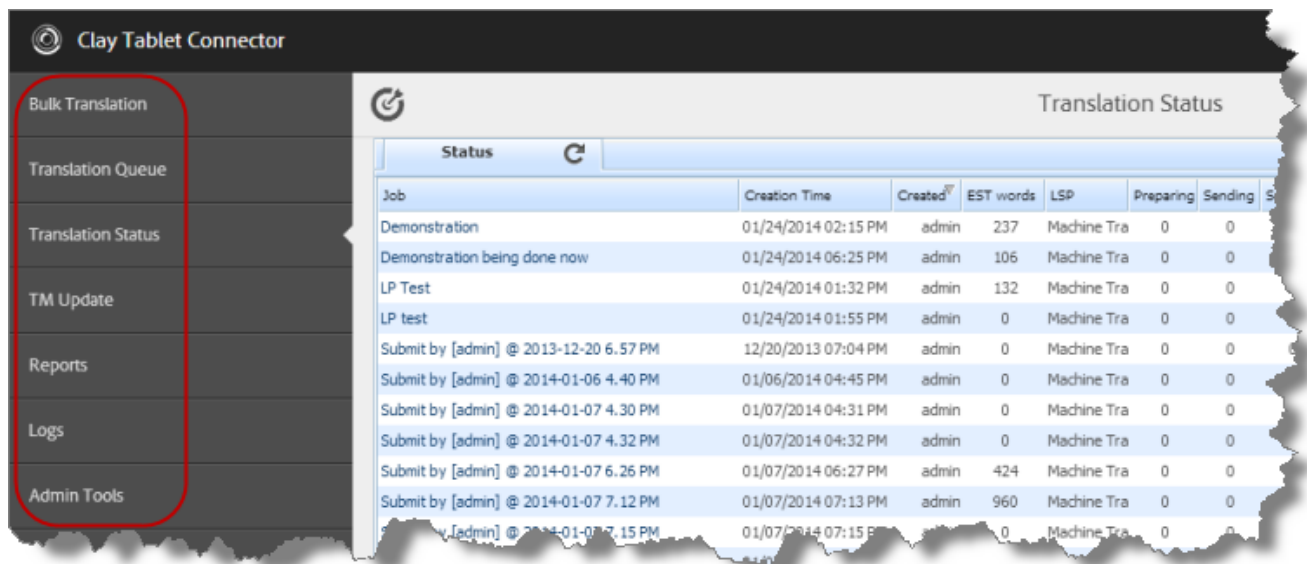 Clay Tablet Connector
Bulk Translation
Translation Queue
Translation Status
TM Update
Reports
Logs
Admin Tools
Translation Status
Status
Job Creation Time Created EST words LSP Preparing Sending
Demonstration 01/24/2014 02:15 PM admin 237 Machine Tra 0 0
Demonstration being done now 01/24/2014 06:25 PM admin 106 Machine Tra 0 0
LP Test 01/24/2014 01:32 PM admin 132 Machine Tra 0 0
LP test 01/24/2014 01:55 PM admin 0 Machine Tra 0 0
Submit by [admin] @ 2013-12-20 6.57 PM 12/20/2013 07:04 PM admin 0 Machine Tra 0 0
Submit by [admin] @ 2014-01-06 4.40 PM 01/06/2014 04:45 PM admin 0 Machine Tra 0 0
Submit by [admin] @ 2014-01-07 4.30 PM 01/07/2014 04:31 PM admin 0 Machine Tra 0 0
Submit by [admin] @ 2014-01-07 4.32 PM 01/07/2014 04:32 PM admin 0 Machine Tra 0 0
Submit by [admin] @ 2014-01-07 6.26 PM 01/07/2014 06:27 PM admin 424 Machine Tra 0 0
Submit by [admin] @ 2014-01-07 7.12 PM 01/07/2014 07:13 PM admin 960 Machine Tra 0 0
[admin] @ 7.15 PM 07:15 0 Machine Tra 0 0